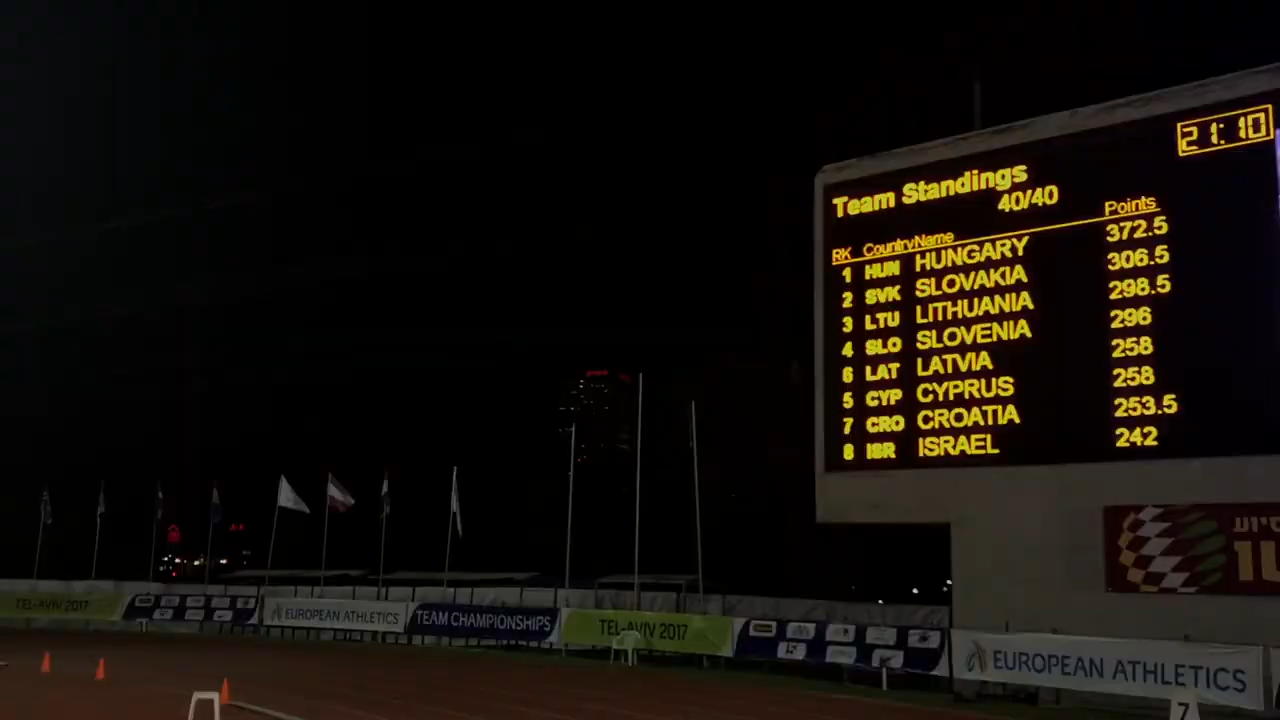 21:10
Team Standings
40/40
RK CountryName Points
1 HUN HUNGARY 372.5
2 SVK SLOVAKIA 306.5
3 LTU LITHUANIA 298.5
4 SLO SLOVENIA 296
6 LAT LATVIA 258
5 CYP CYPRUS 258
7 CRO CROATIA 253.5
8 ISR ISRAEL 242
TEL-AVIV 2017
EUROPEAN ATHLETICS
TEAM CHAMPIONSHIPS
TEL-AVIV 2017
EUROPEAN ATHLETICS
7